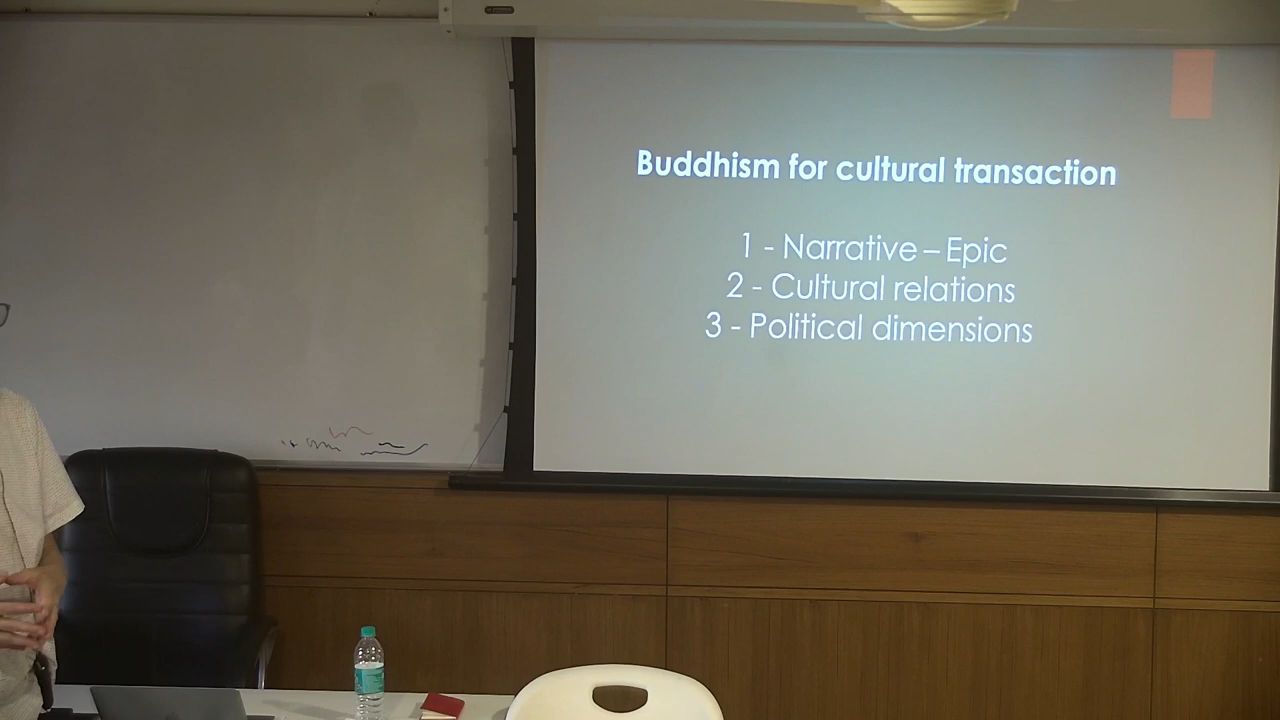 Buddhism for cultural transaction
1 - Narrative – Epic
2 - Cultural relations
3 - Political dimensions